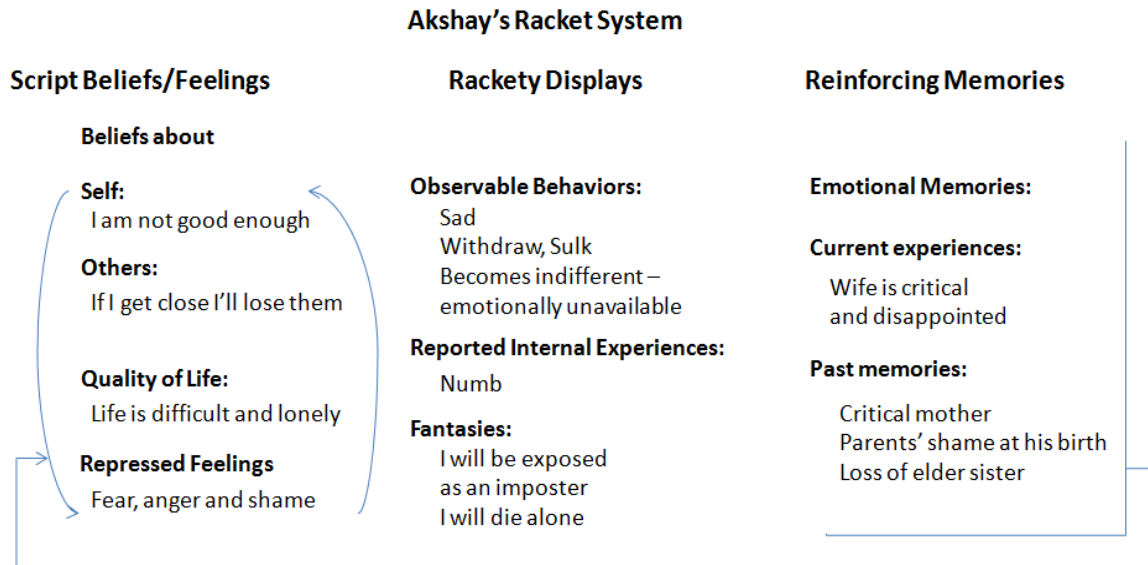 Akshay's Racket System
Script Beliefs/Feelings
Beliefs about
Self:
I am not good enough
Others:
If I get close I'll lose them
Quality of Life:
Life is difficult and lonely
Repressed Feelings
Fear, anger and shame
Rackety Displays
Observable Behaviors:
Sad
Withdraw, Sulk
Becomes indifferent –
emotionally unavailable
Reported Internal Experiences:
Numb
Fantasies:
I will be exposed
as an imposter
I will die alone
Reinforcing Memories
Emotional Memories:
Current experiences:
Wife is critical
and disappointed
Past memories:
Critical mother
Parents' shame at his birth
Loss of elder sister